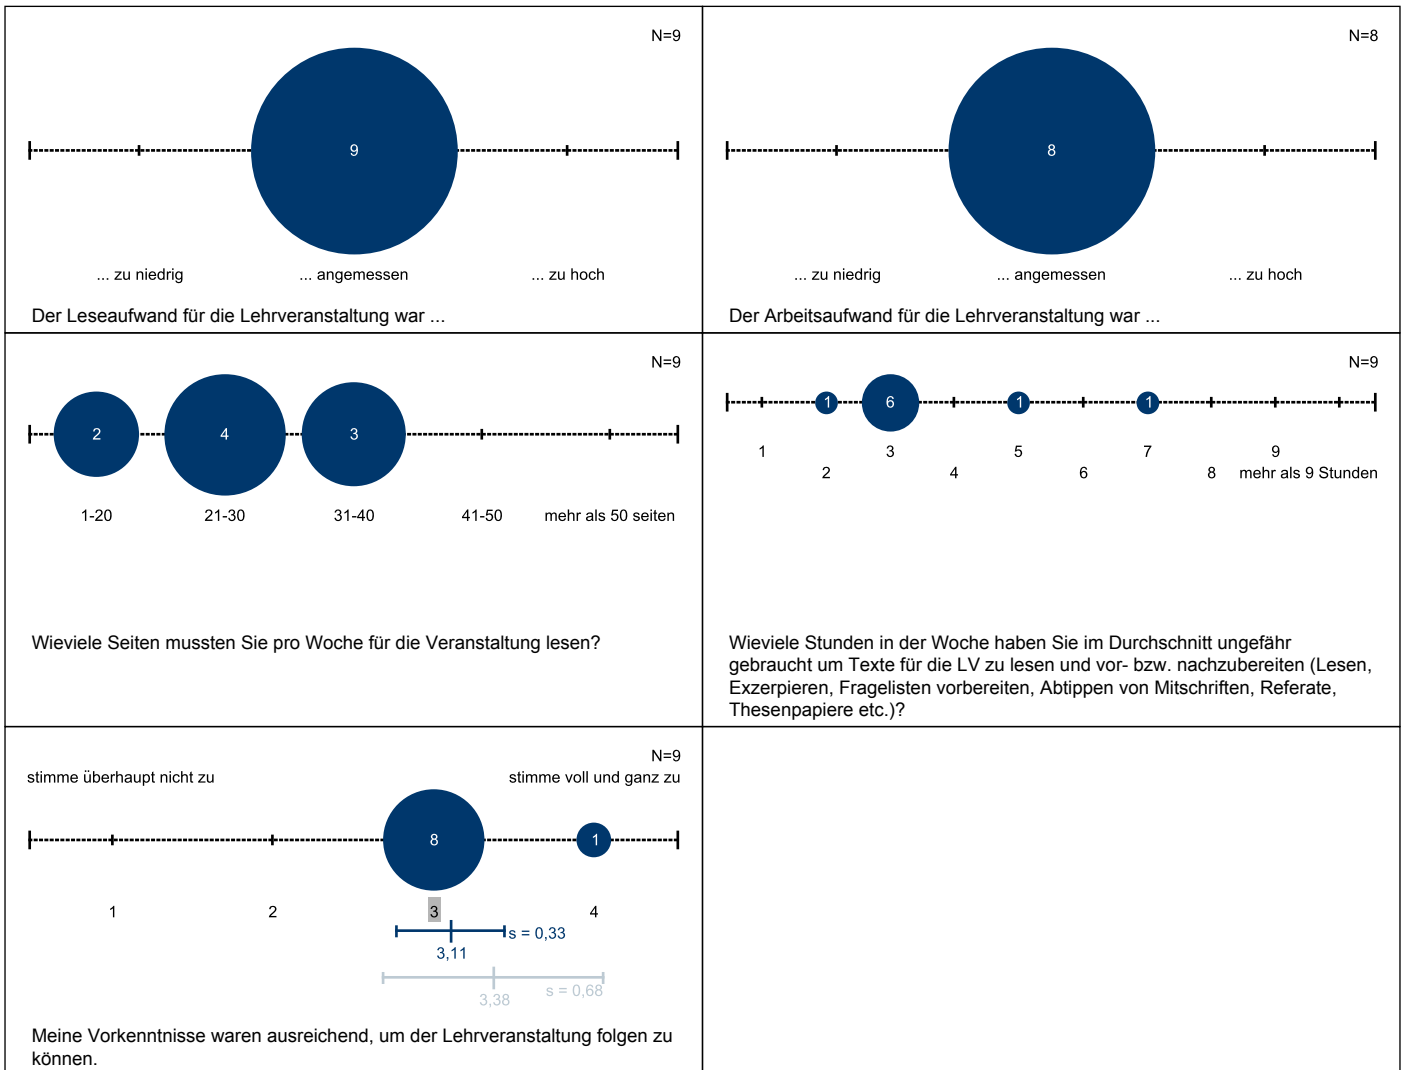 N=9
9
... zu niedrig ... angemessen ... zu hoch
Der Leseaufwand für die Lehrveranstaltung war ...
N=8
8
... zu niedrig ... angemessen ... zu hoch
Der Arbeitsaufwand für die Lehrveranstaltung war ...
N=9
2 4 3
1-20 21-30 31-40 41-50 mehr als 50 seiten
Wieviele Seiten mussten Sie pro Woche für die Veranstaltung lesen?
N=9
1 6 1 1
1 3 5 7 9
2 4 6 8 mehr als 9 Stunden
Wieviele Stunden in der Woche haben Sie im Durchschnitt ungefähr
gebraucht um Texte für die LV zu lesen und vor- bzw. nachzubereiten (Lesen,
Exzerpieren, Fragelisten vorbereiten, Abtippen von Mitschriften, Referate,
Thesenpapiere etc.)?
N=9
stimme überhaupt nicht zu stimme voll und ganz zu
8 1
1 2 3 4
s = 0,33
3,11
s = 0,68
3,38
Meine Vorkenntnisse waren ausreichend, um der Lehrveranstaltung folgen zu
können.